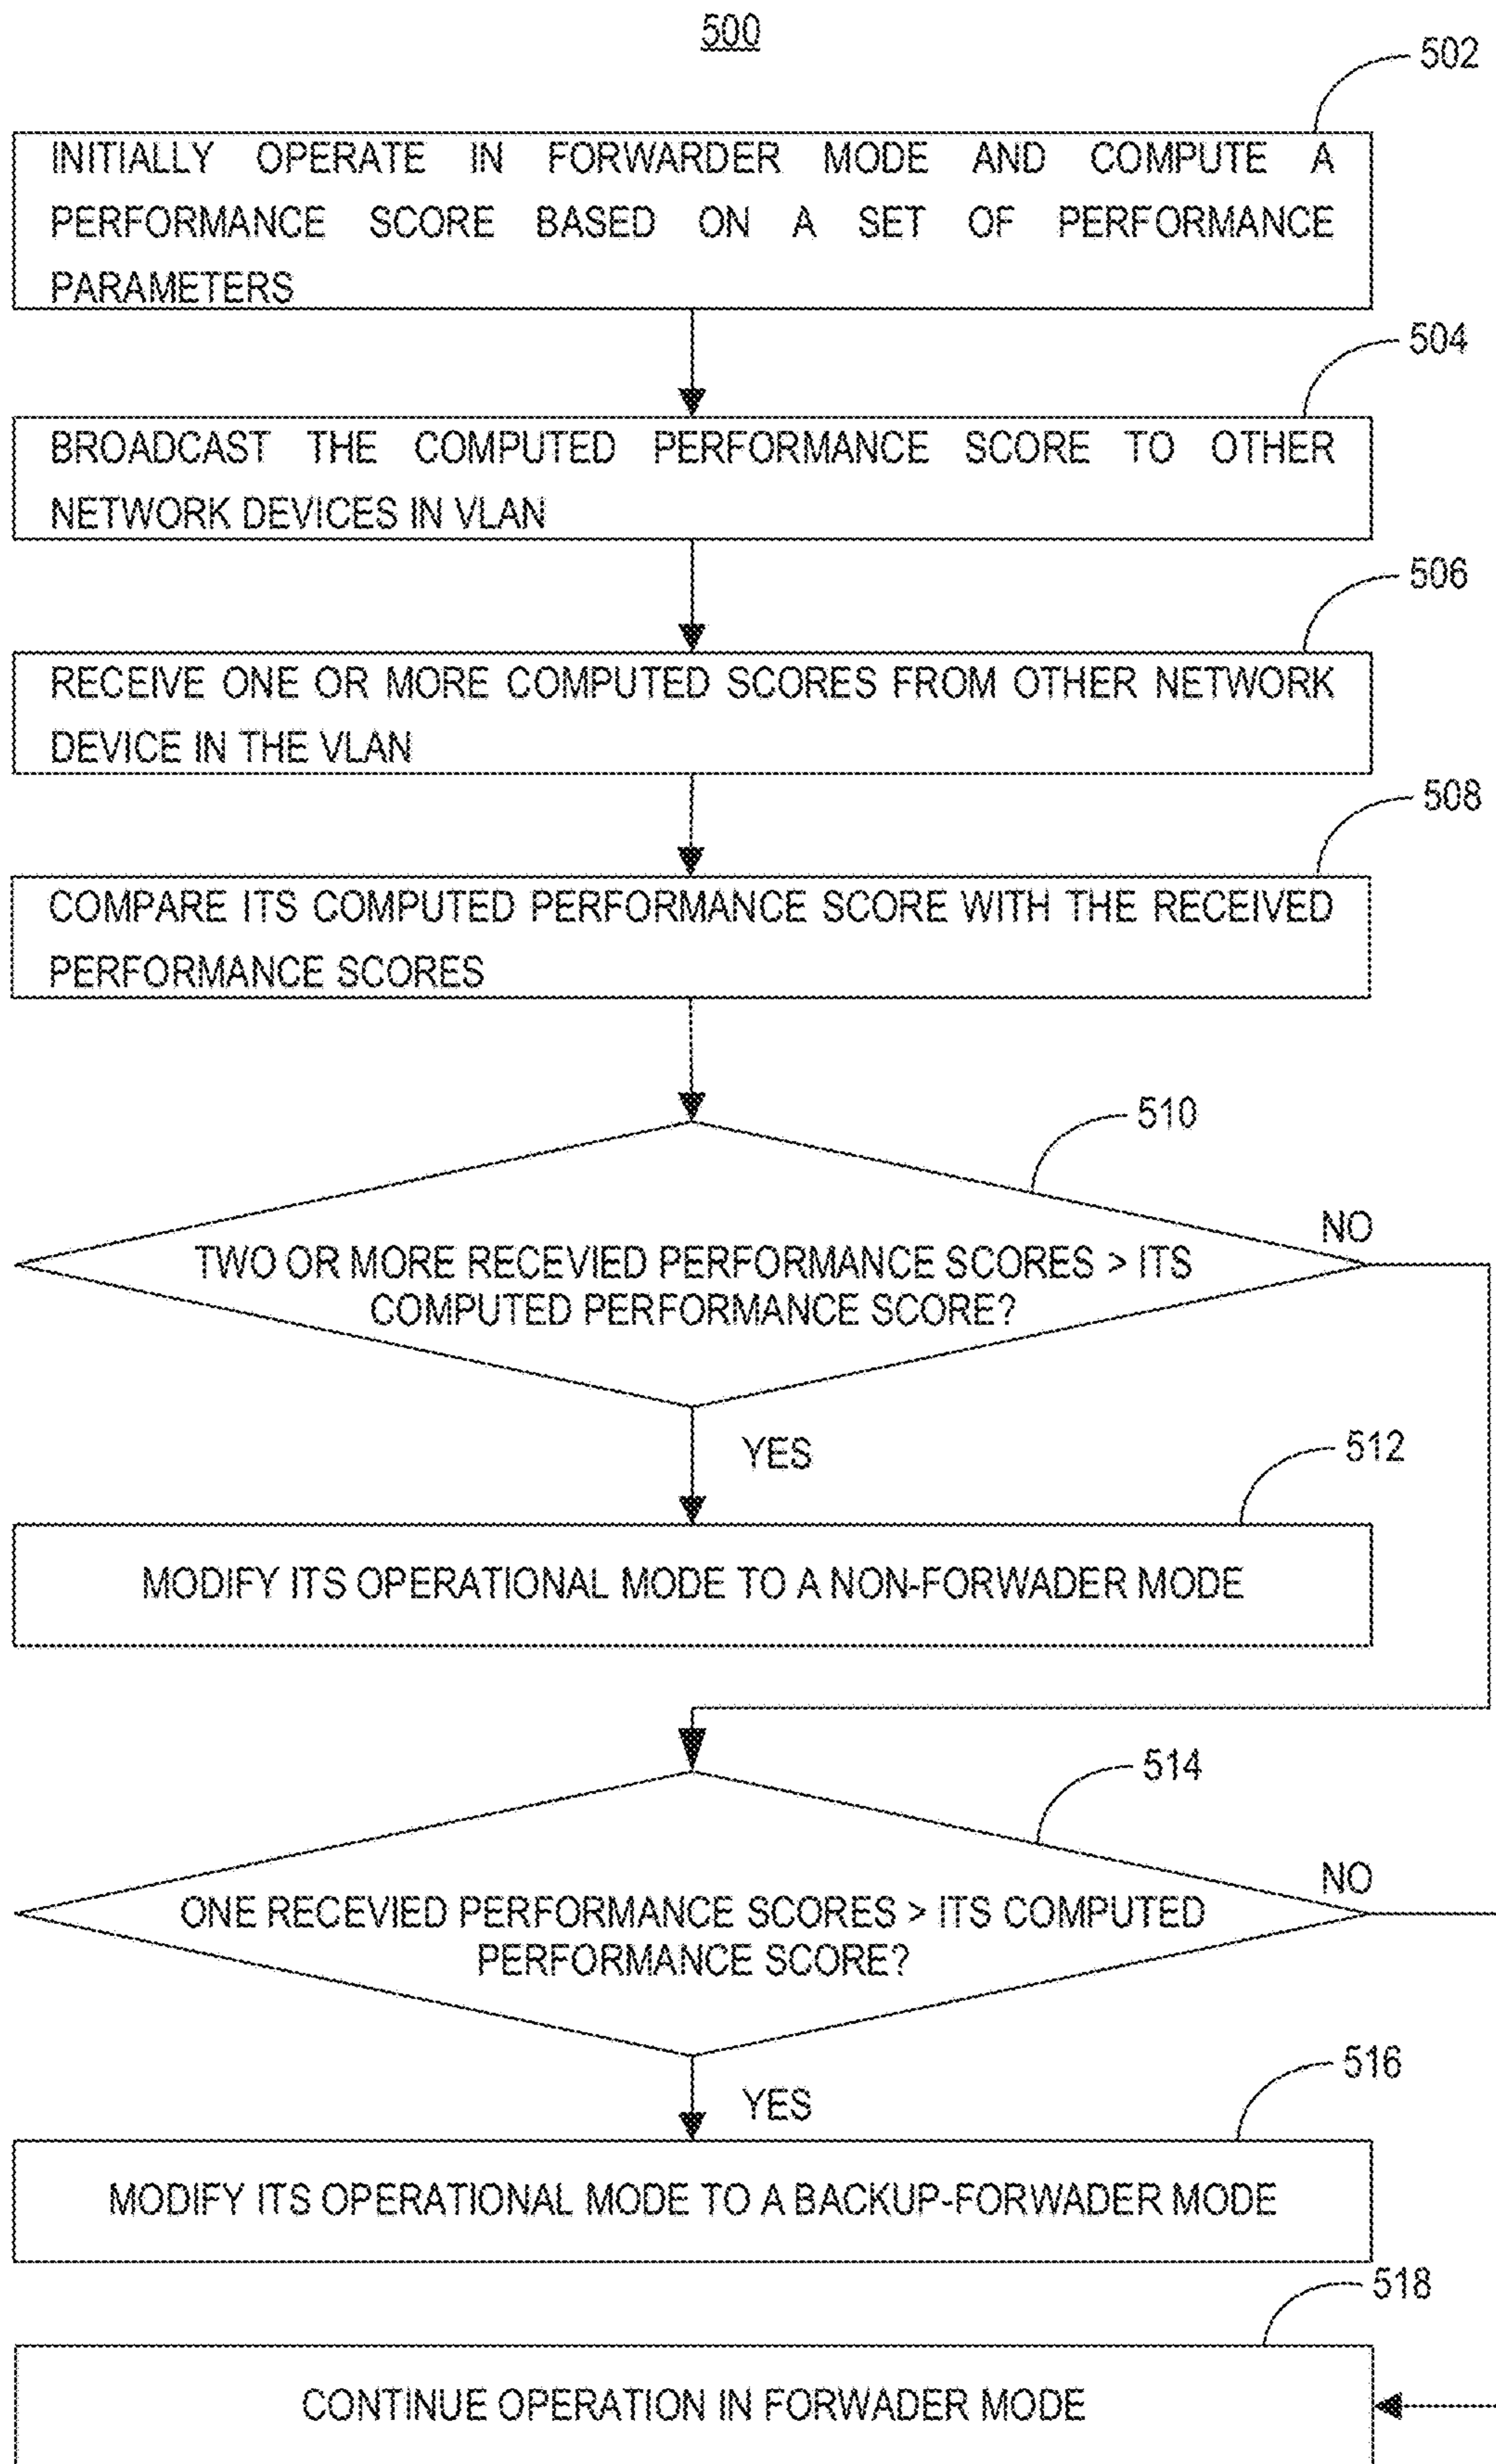 500
502
INITIALLY OPERATE IN FORWARDER MODE AND COMPUTE A
PERFORMANCE SCORE BASED ON A SET OF PERFORMANCE
PARAMETERS
504
BROADCAST THE COMPUTED PERFORMANCE SCORE TO OTHER
NETWORK DEVICES IN VLAN
506
RECEIVE ONE OR MORE COMPUTED SCORES FROM OTHER NETWORK
DEVICE IN THE VLAN
508
COMPARE ITS COMPUTED PERFORMANCE SCORE WITH THE RECEIVED
PERFORMANCE SCORES
510
NO
TWO OR MORE RECEVIED PERFORMANCE SCORES > ITS
COMPUTED PERFORMANCE SCORE?
YES
512
MODIFY ITS OPERATIONAL MODE TO A NON-FORWADER MODE
514
NO
ONE RECEVIED PERFORMANCE SCORES > ITS COMPUTED
PERFORMANCE SCORE?
YES
516
MODIFY ITS OPERATIONAL MODE TO A BACKUP-FORWADER MODE
518
CONTINUE OPERATION IN FORWADER MODE